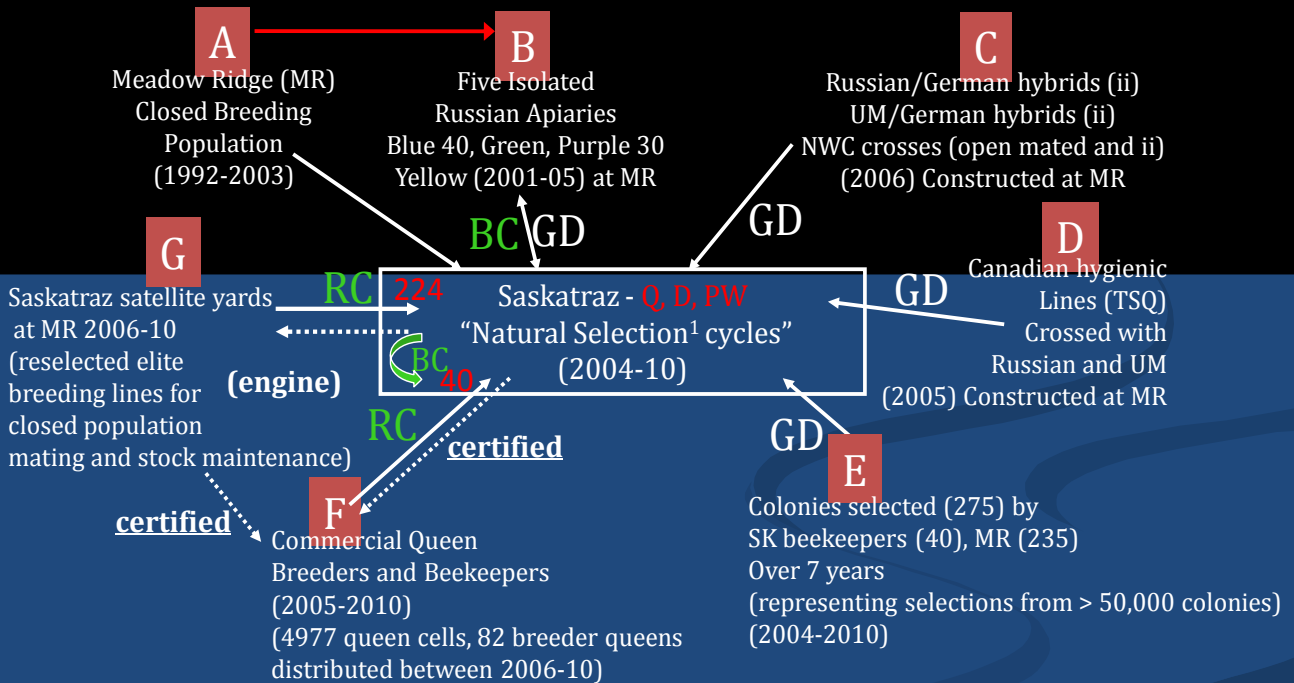 A
Meadow Ridge (MR)
Closed Breeding
Population
(1992-2003)
B
Five Isolated
Russian Apiaries
Blue 40, Green, Purple 30
Yellow (2001-05) at MR
C
Russian/German hybrids (ii)
UM/German hybrids (ii)
NWC crosses (open mated and ii)
(2006) Constructed at MR
BC GD
GD
D
Canadian hygienic
Lines (TSQ)
Crossed with
Russian and UM
(2005) Constructed at MR
GD
G
Saskatraz satellite yards
at MR 2006-10
(reselected elite
breeding lines for
closed population
mating and stock maintenance)
RC
224
Saskatraz - Q, D, PW
“Natural Selection¹ cycles”
(2004-10)
BC
40
(engine)
RC
certified
certified
GD
E
Colonies selected (275) by
SK beekeepers (40), MR (235)
Over 7 years
(representing selections from > 50,000 colonies)
(2004-2010)
F
Commercial Queen
Breeders and Beekeepers
(2005-2010)
(4977 queen cells, 82 breeder queens
distributed between 2006-10)